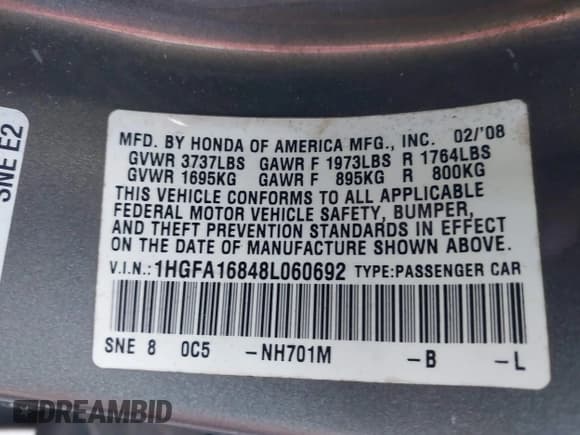 SNE E2
MFD. BY HONDA OF AMERICA MFG., INC. 02/'08
GVWR 3737LBS GAWR F 1973LBS R 1764LBS
GVWR 1695KG GAWR F 895KG R 800KG
THIS VEHICLE CONFORMS TO ALL APPLICABLE
FEDERAL MOTOR VEHICLE SAFETY, BUMPER,
AND THEFT PREVENTION STANDARDS IN EFFECT
ON THE DATE OF MANUFACTURE SHOWN ABOVE.
V.I.N.:1HGFA16848L060692 TYPE:PASSENGER CAR
SNE 8 0C5 -NH701M -B -L
DREAMBID